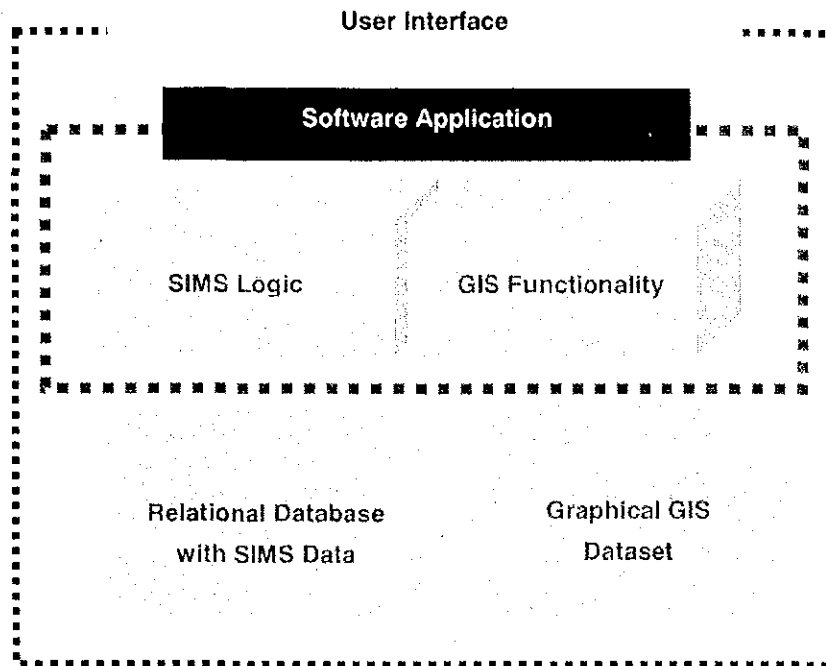 User Interface
Software Application
SIMS Logic
GIS Functionality
Relational Database
with SIMS Data
Graphical GIS
Dataset